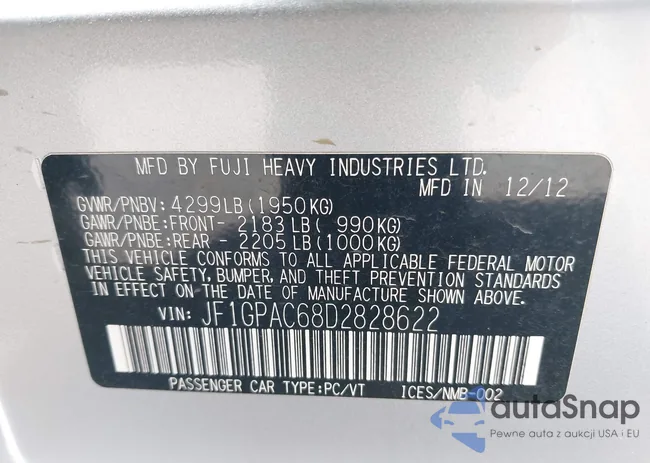 MFD BY FUJI HEAVY INDUSTRIES LTD.
MFD IN 12/12
GVWR/PNBV: 4299LB(1950KG)
GAWR/PNBE:FRONT- 2183LB( 990KG)
GAWR/PNBE:REAR - 2205LB(1000KG)
THIS VEHICLE CONFORMS TO ALL APPLICABLE FEDERAL MOTOR
VEHICLE SAFETY, BUMPER, AND THEFT PREVENTION STANDARDS
IN EFFECT ON THE DATE OF MANUFACTURE SHOWN ABOVE.
VIN: JF1GPAC68D2828622
PASSENGER CAR TYPE:PC/VT ICES/NMB-002
autoSnap
Pewne auta z aukcji USA i EU